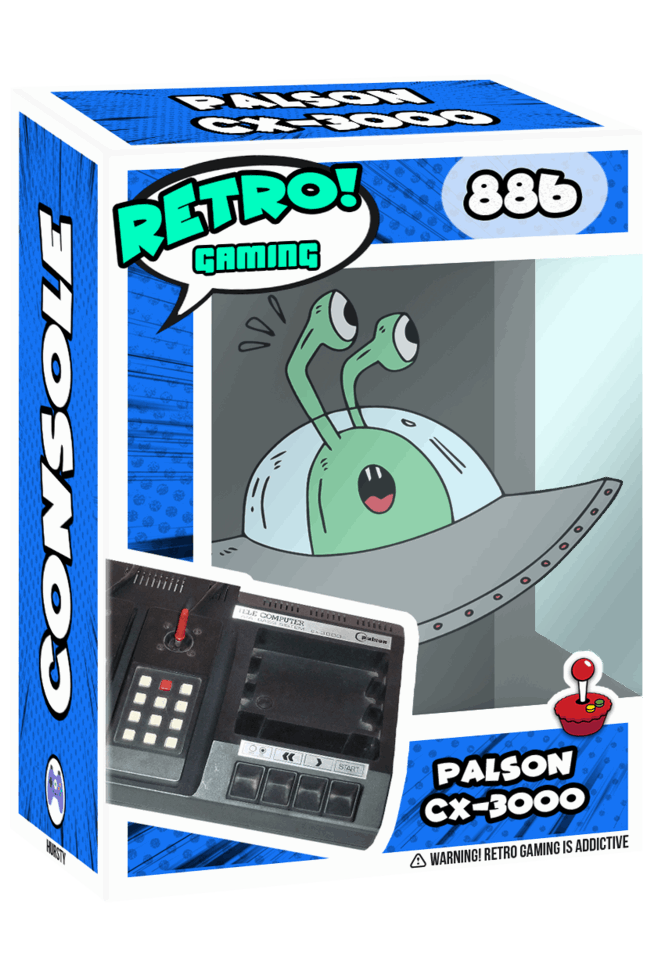 PALSON
CX-3000
RETRO!
GAMING
886
CONSOLE
TELE COMPUTER
Palson
START
PALSON
CX-3000
WARNING! RETRO GAMING IS ADDICTIVE
HURSTY